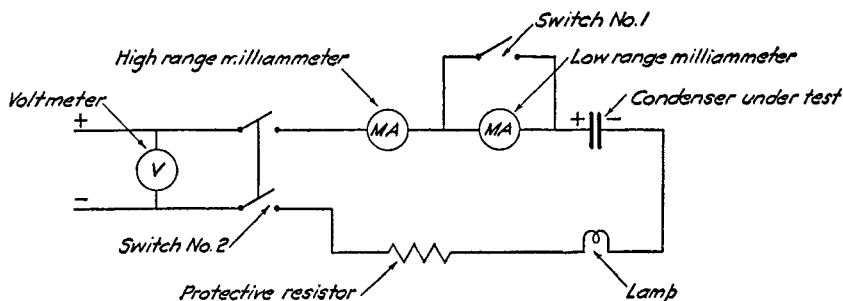 Switch No.1
High range milliammeter
Low range milliammeter
Voltmeter
Condenser under test
+
MA
MA
+ -
V
-
Switch No.2
Protective resistor
Lamp